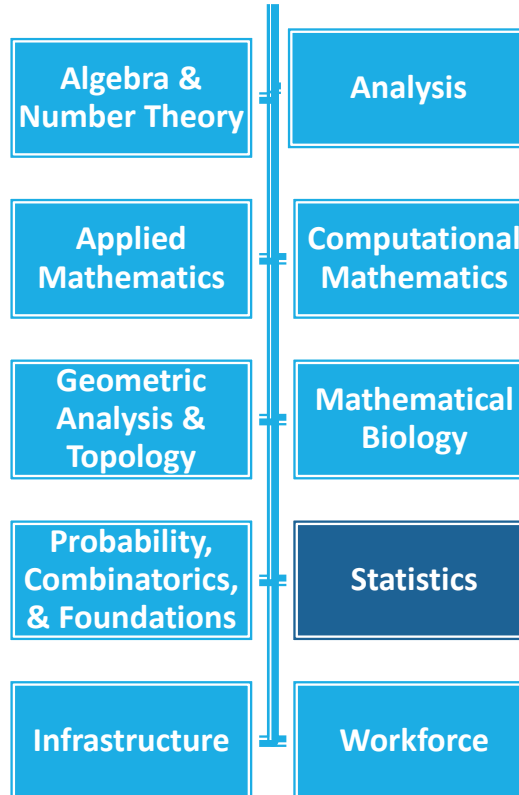 Algebra &
Number Theory
Analysis
Applied
Mathematics
Computational
Mathematics
Geometric
Analysis &
Topology
Mathematical
Biology
Probability,
Combinatorics,
& Foundations
Statistics
Infrastructure
Workforce